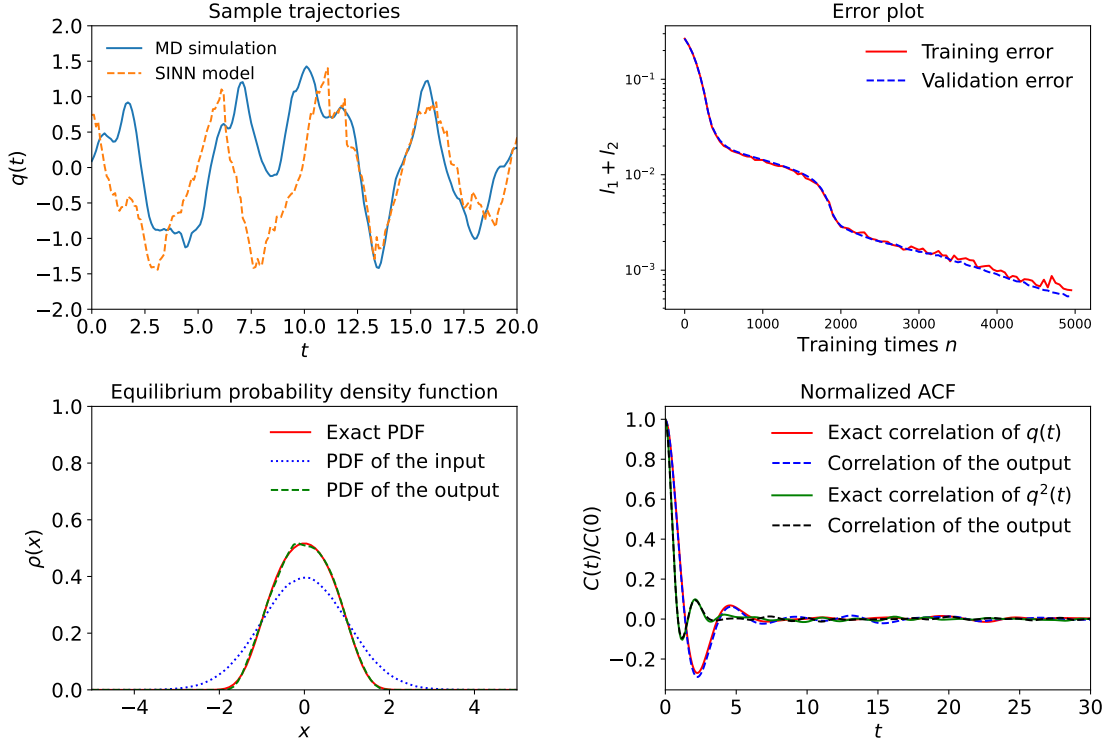 Sample trajectories
2.0
1.5
1.0
0.5
0.0
−0.5
−1.0
−1.5
−2.0
q(t)
MD simulation
SINN model
0.0 2.5 5.0 7.5 10.0 12.5 15.0 17.5 20.0
t
Error plot
10⁻¹
10⁻²
10⁻³
l₁ + l₂
Training error
Validation error
0 1000 2000 3000 4000 5000
Training times n
Equilibrium probability density function
1.0
0.8
0.6
0.4
0.2
0.0
ρ(x)
Exact PDF
PDF of the input
PDF of the output
−4 −2 0 2 4
x
Normalized ACF
1.0
0.8
0.6
0.4
0.2
0.0
−0.2
C(t)/C(0)
Exact correlation of q(t)
Correlation of the output
Exact correlation of q²(t)
Correlation of the output
0 5 10 15 20 25 30
t